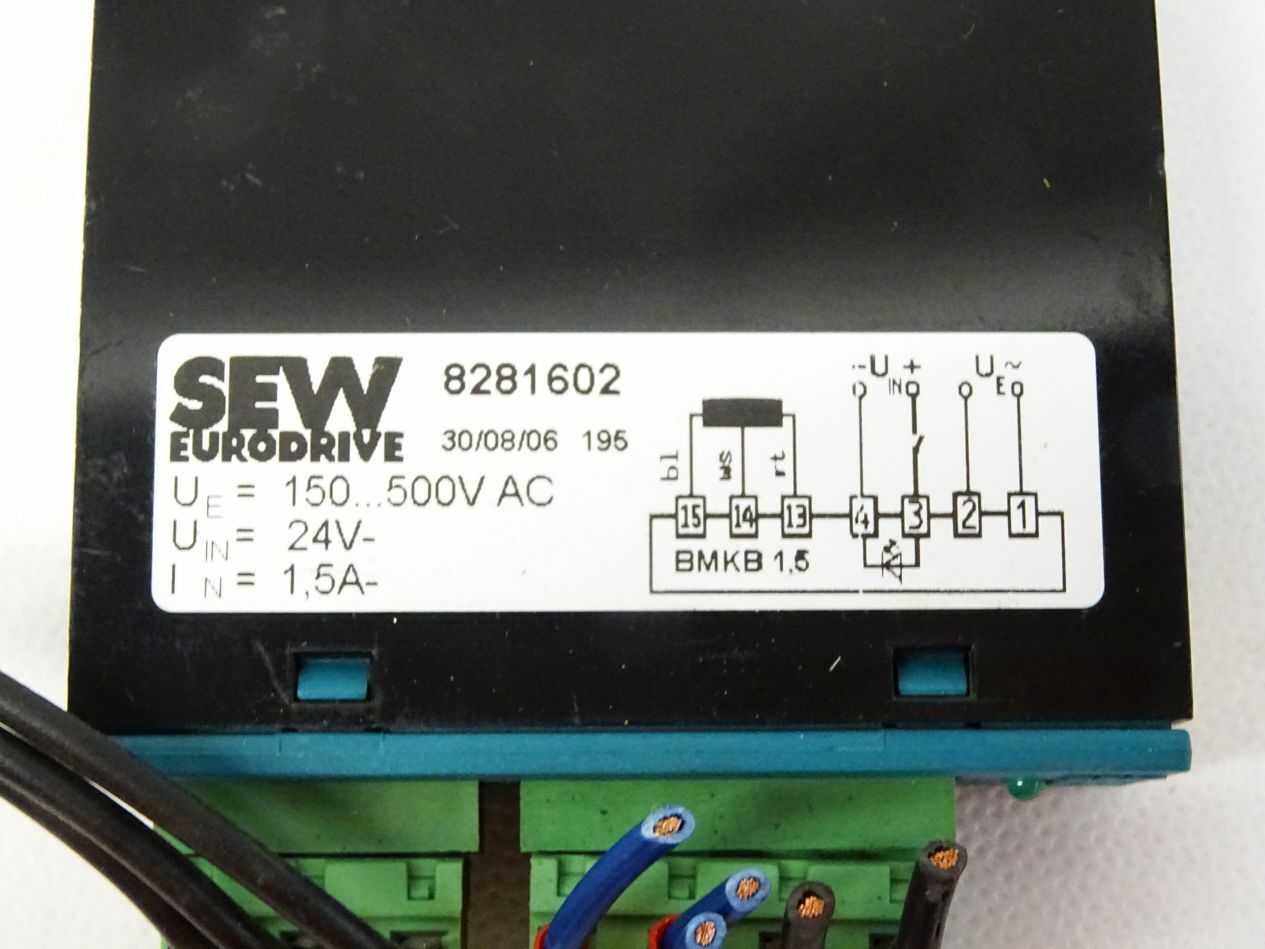 SEW
EURODRIVE
8281602
30/08/06 195
UE = 150...500V AC
UIN = 24V-
IN = 1,5A-
- UIN +
UE ~
bl
ws
rt
15 14 13 4 3 2 1
BMKB 1,5